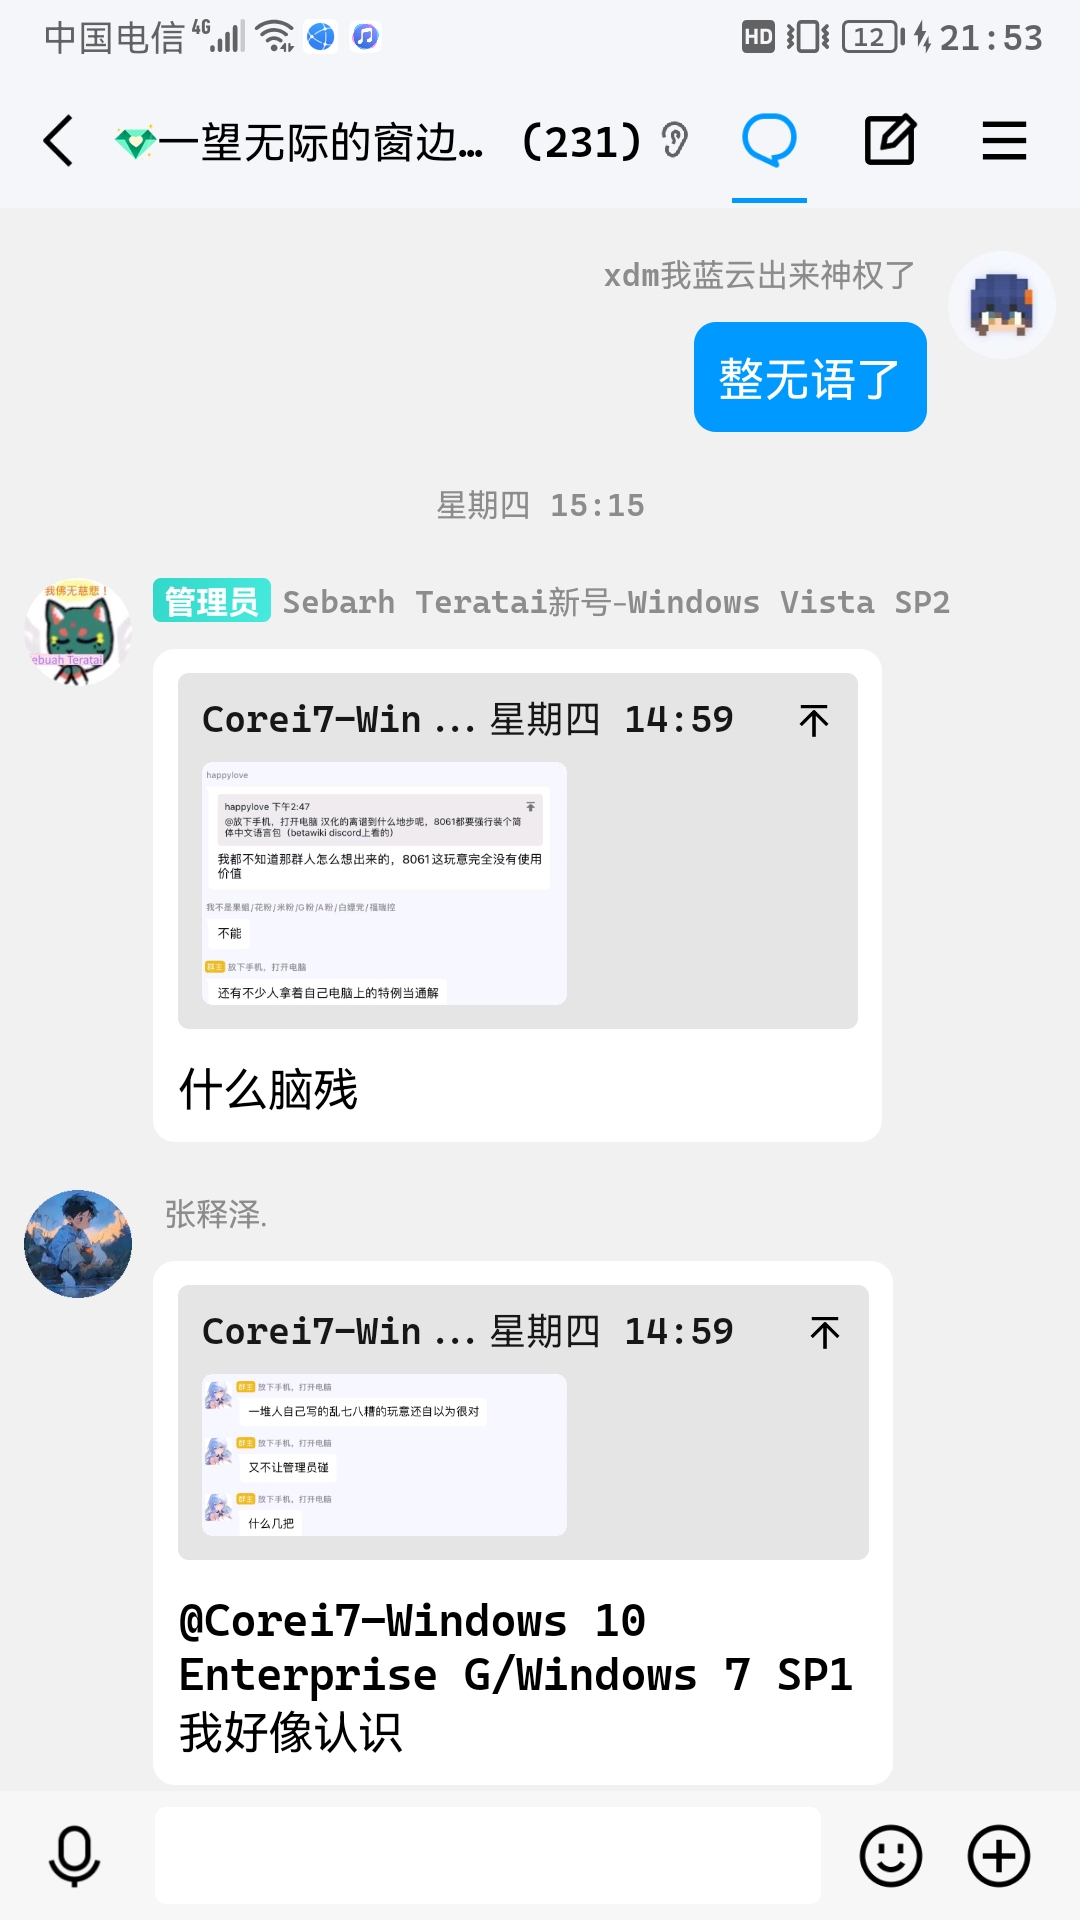 中国电信 4G HD 12 21:53
一望无际的窗边... (231)
xdm我蓝云出来神权了
整无语了
星期四 15:15
我佛无慈悲！
ebuah Teratai
管理员 Sebarh Teratai新号-Windows Vista SP2
Corei7-Win ... 星期四 14:59
happylove
happylove 下午2:47
@放下手机，打开电脑 汉化的离谱到什么地步呢，8061都要强行装个简
体中文语言包（betawiki discord上看的）
我都不知道那群人怎么想出来的，8061这玩意完全没有使用
价值
我不是果蛆/花粉/米粉/G粉/A粉/白嫖党/福瑞控
不能
群主 放下手机，打开电脑
还有不少人拿着自己电脑上的特例当通解
什么脑残
张释泽.
Corei7-Win ... 星期四 14:59
群主 放下手机，打开电脑
一堆人自己写的乱七八糟的玩意还自以为很对
群主 放下手机，打开电脑
又不让管理员碰
群主 放下手机，打开电脑
什么几把
@Corei7-Windows 10
Enterprise G/Windows 7 SP1
我好像认识